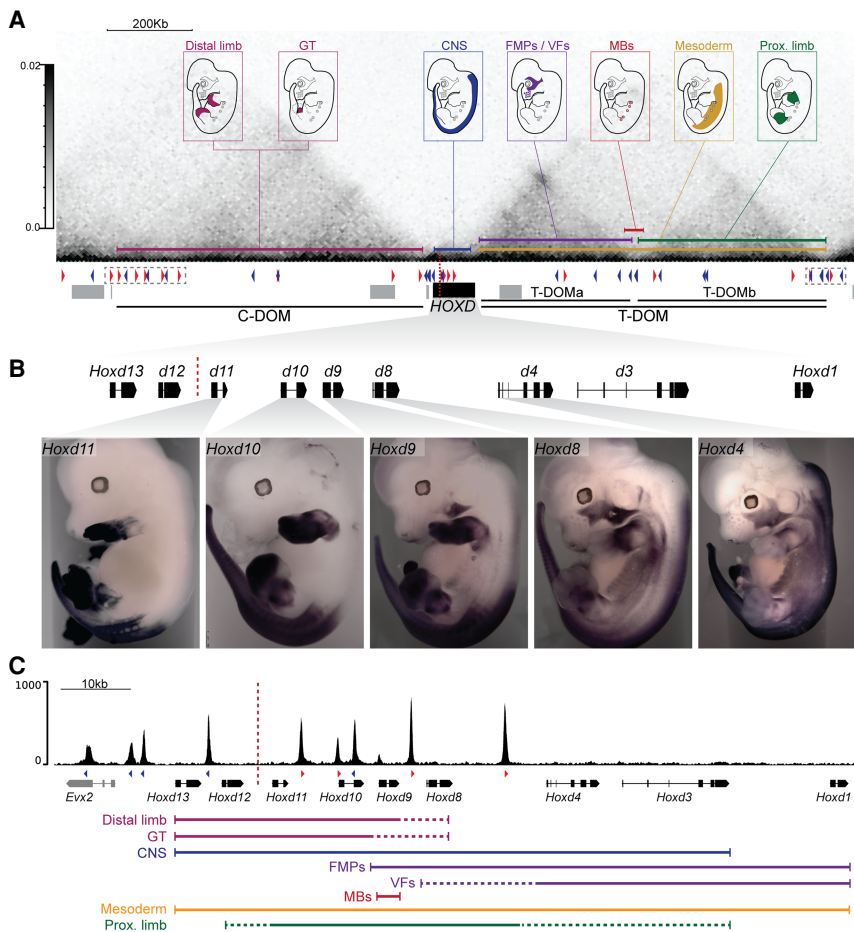 A
200Kb
Distal limb GT CNS FMPs / VFs MBs Mesoderm Prox. limb
0.02
0.0
T-DOMa T-DOMb
C-DOM HOXD T-DOM
B
Hoxd13 d12 d11 d10 d9 d8 d4 d3 Hoxd1
Hoxd11 Hoxd10 Hoxd9 Hoxd8 Hoxd4
C
1000
10kb
0
Evx2 Hoxd13 Hoxd12 Hoxd11 Hoxd10 Hoxd9 Hoxd8 Hoxd4 Hoxd3 Hoxd1
Distal limb
GT
CNS
FMPs
VFs
MBs
Mesoderm
Prox. limb